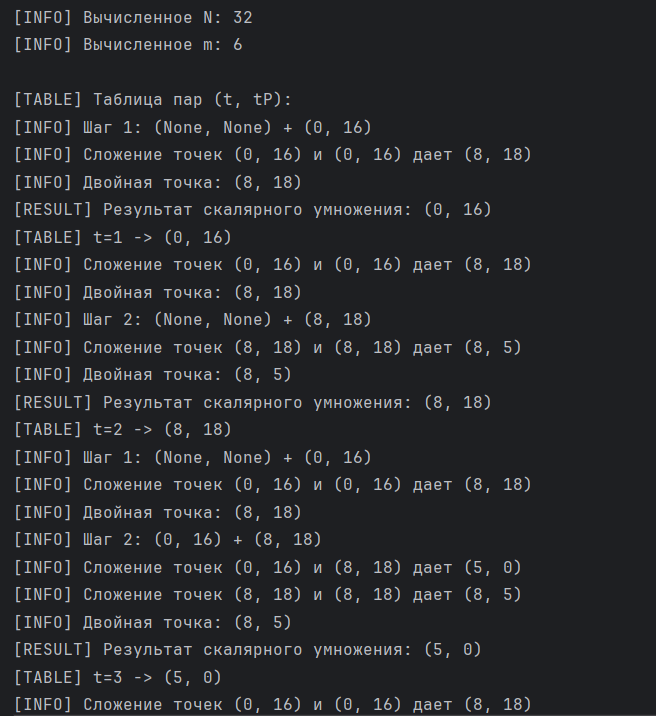 [INFO] Вычисленное N: 32
[INFO] Вычисленное m: 6
[TABLE] Таблица пар (t, tP):
[INFO] Шаг 1: (None, None) + (0, 16)
[INFO] Сложение точек (0, 16) и (0, 16) дает (8, 18)
[INFO] Двойная точка: (8, 18)
[RESULT] Результат скалярного умножения: (0, 16)
[TABLE] t=1 -> (0, 16)
[INFO] Сложение точек (0, 16) и (0, 16) дает (8, 18)
[INFO] Двойная точка: (8, 18)
[INFO] Шаг 2: (None, None) + (8, 18)
[INFO] Сложение точек (8, 18) и (8, 18) дает (8, 5)
[INFO] Двойная точка: (8, 5)
[RESULT] Результат скалярного умножения: (8, 18)
[TABLE] t=2 -> (8, 18)
[INFO] Шаг 1: (None, None) + (0, 16)
[INFO] Сложение точек (0, 16) и (0, 16) дает (8, 18)
[INFO] Двойная точка: (8, 18)
[INFO] Шаг 2: (0, 16) + (8, 18)
[INFO] Сложение точек (0, 16) и (8, 18) дает (5, 0)
[INFO] Сложение точек (8, 18) и (8, 18) дает (8, 5)
[INFO] Двойная точка: (8, 5)
[RESULT] Результат скалярного умножения: (5, 0)
[TABLE] t=3 -> (5, 0)
[INFO] Сложение точек (0, 16) и (0, 16) дает (8, 18)